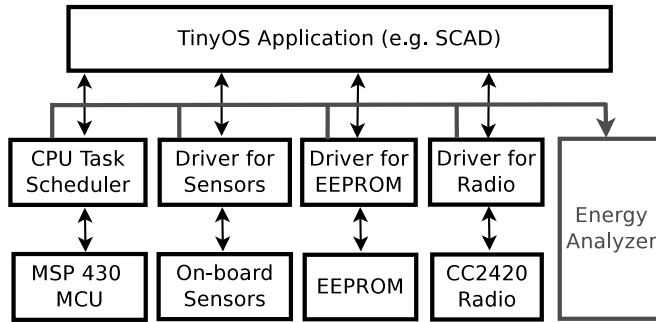 TinyOS Application (e.g. SCAD)
CPU Task
Scheduler
Driver for
Sensors
Driver for
EEPROM
Driver for
Radio
Energy
Analyzer
MSP 430
MCU
On-board
Sensors
EEPROM
CC2420
Radio